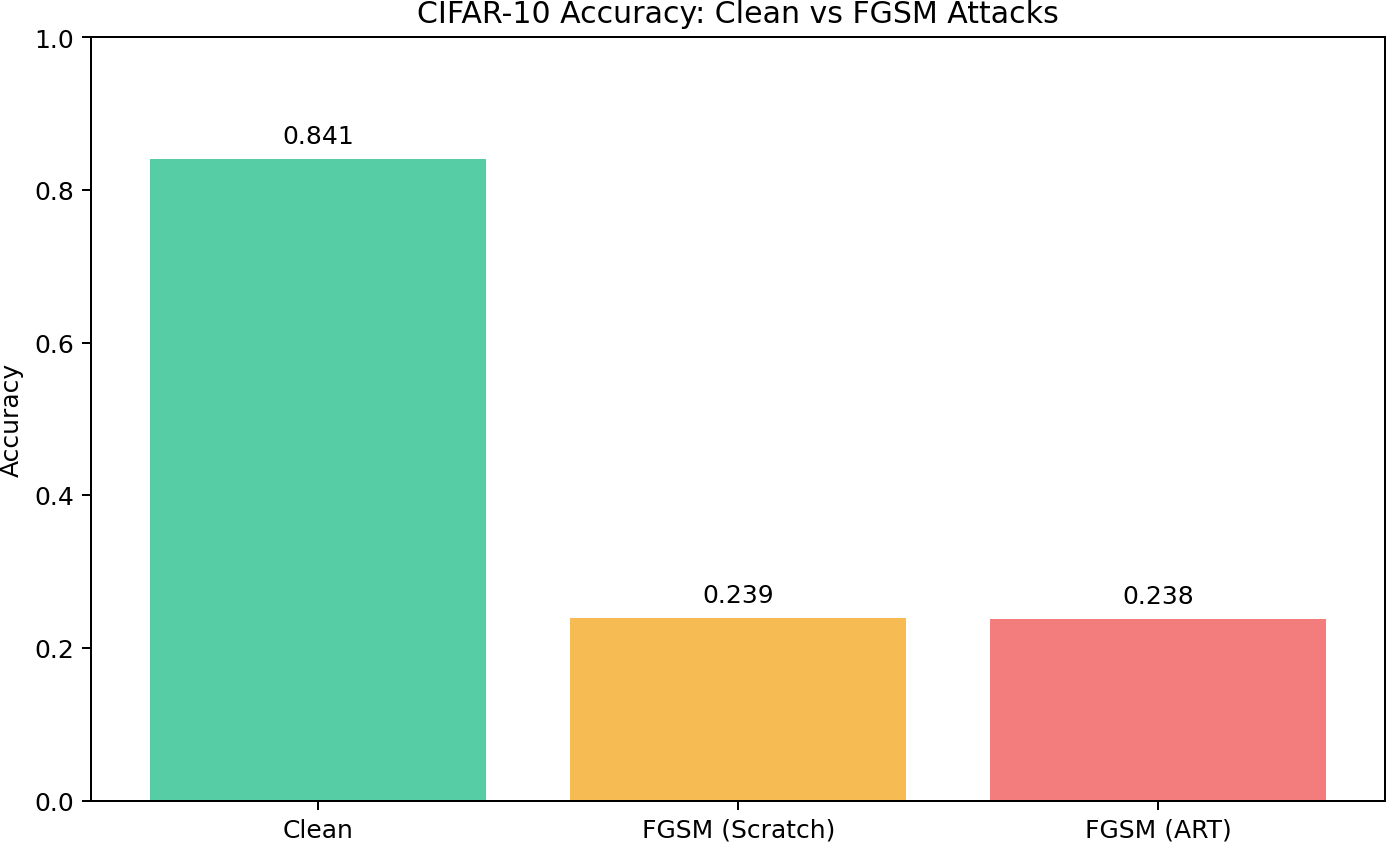 CIFAR-10 Accuracy: Clean vs FGSM Attacks
Accuracy
1.0
0.8
0.6
0.4
0.2
0.0
0.841
0.239
0.238
Clean
FGSM (Scratch)
FGSM (ART)